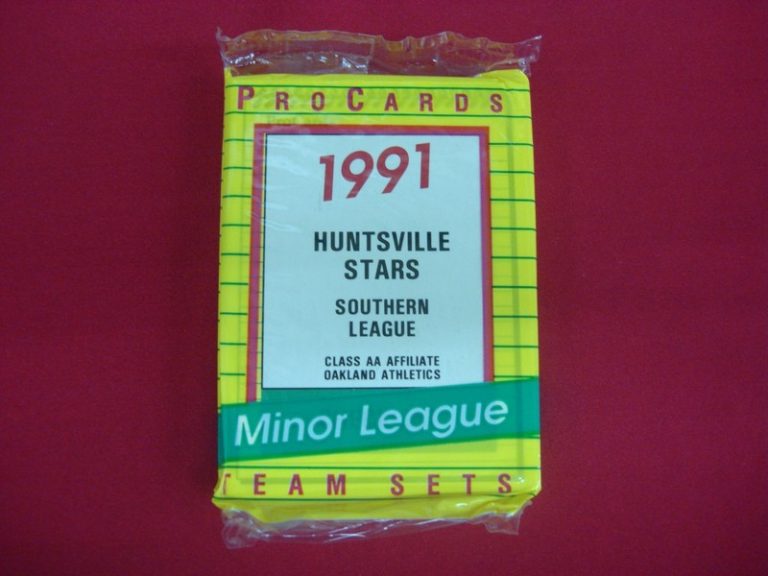 PROCARDS
1991
HUNTSVILLE
STARS
SOUTHERN
LEAGUE
CLASS AA AFFILIATE
OAKLAND ATHLETICS
Minor League
TEAM SETS